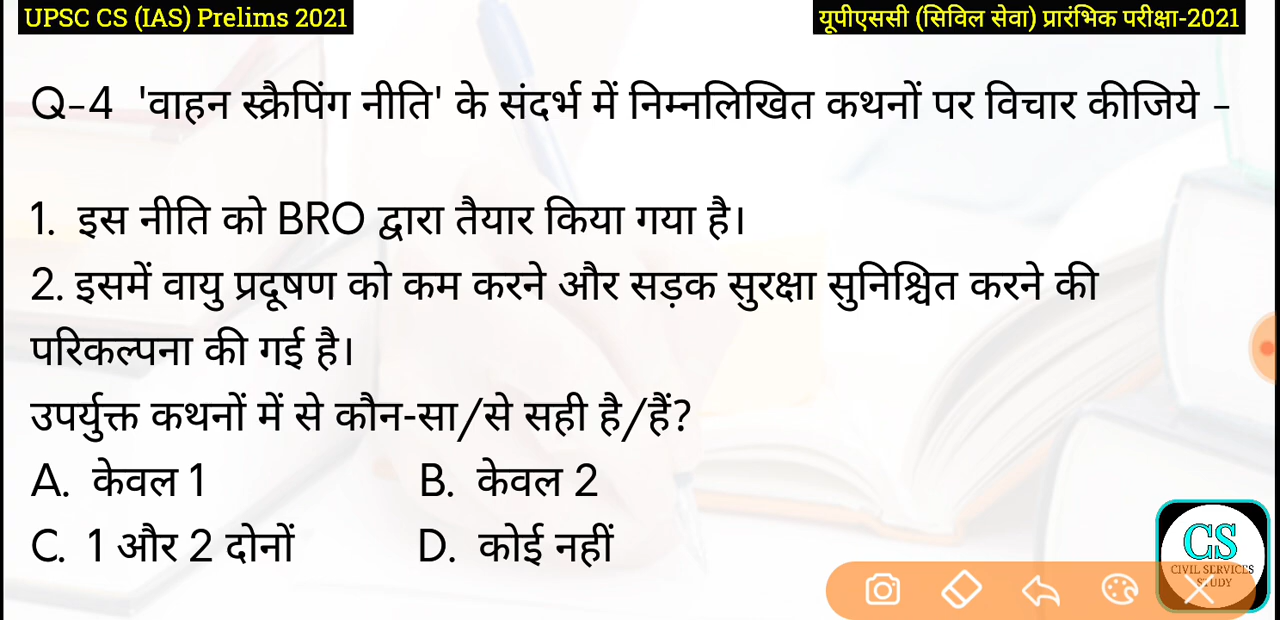 UPSC CS (IAS) Prelims 2021
यूपीएससी (सिविल सेवा) प्रारंभिक परीक्षा-2021
Q-4 'वाहन स्क्रैपिंग नीति' के संदर्भ में निम्नलिखित कथनों पर विचार कीजिये -
1. इस नीति को BRO द्वारा तैयार किया गया है।
2. इसमें वायु प्रदूषण को कम करने और सड़क सुरक्षा सुनिश्चित करने की
परिकल्पना की गई है।
उपर्युक्त कथनों में से कौन-सा/से सही है/हैं?
A. केवल 1 B. केवल 2
C. 1 और 2 दोनों D. कोई नहीं
CS
CIVIL SERVICES
STUDY